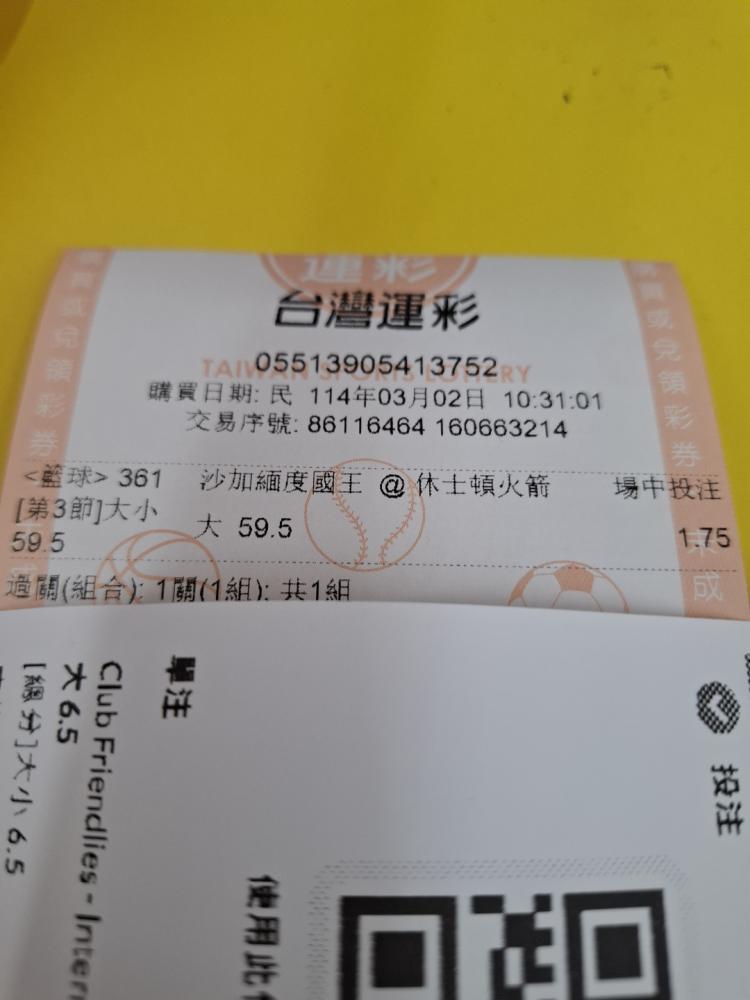 運彩
台灣運彩
TAIWAN SPORTS LOTTERY
05513905413752
購買日期: 民 114年03月02日 10:31:01
交易序號: 86116464 160663214
<籃球> 361 沙加緬度國王 @ 休士頓火箭 場中投注
[第3節]大小 59.5 大 59.5 1.75
過關(組合): 1關(1組): 共1組
買或兌領彩券
購買或兌領彩券
未成
單注
Club Friendlies - Intern
大 6.5
[總分]大小 6.5
投注
使用此